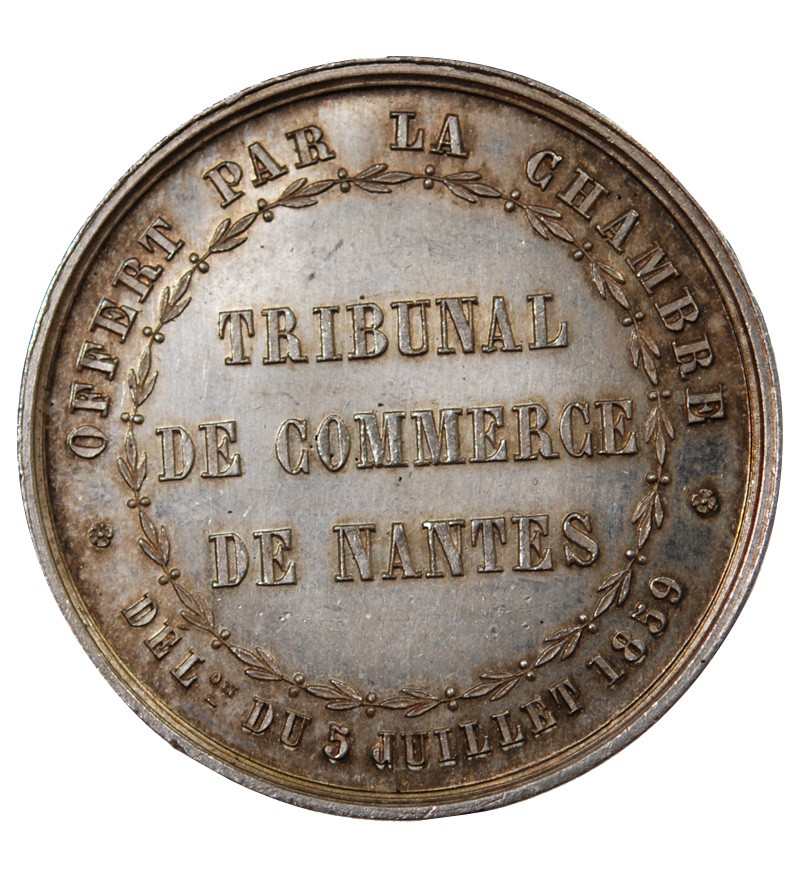 OFFERT PAR LA CHAMBRE
TRIBUNAL
DE COMMERCE
DE NANTES
DÉL.ON DU 5 JUILLET 1859